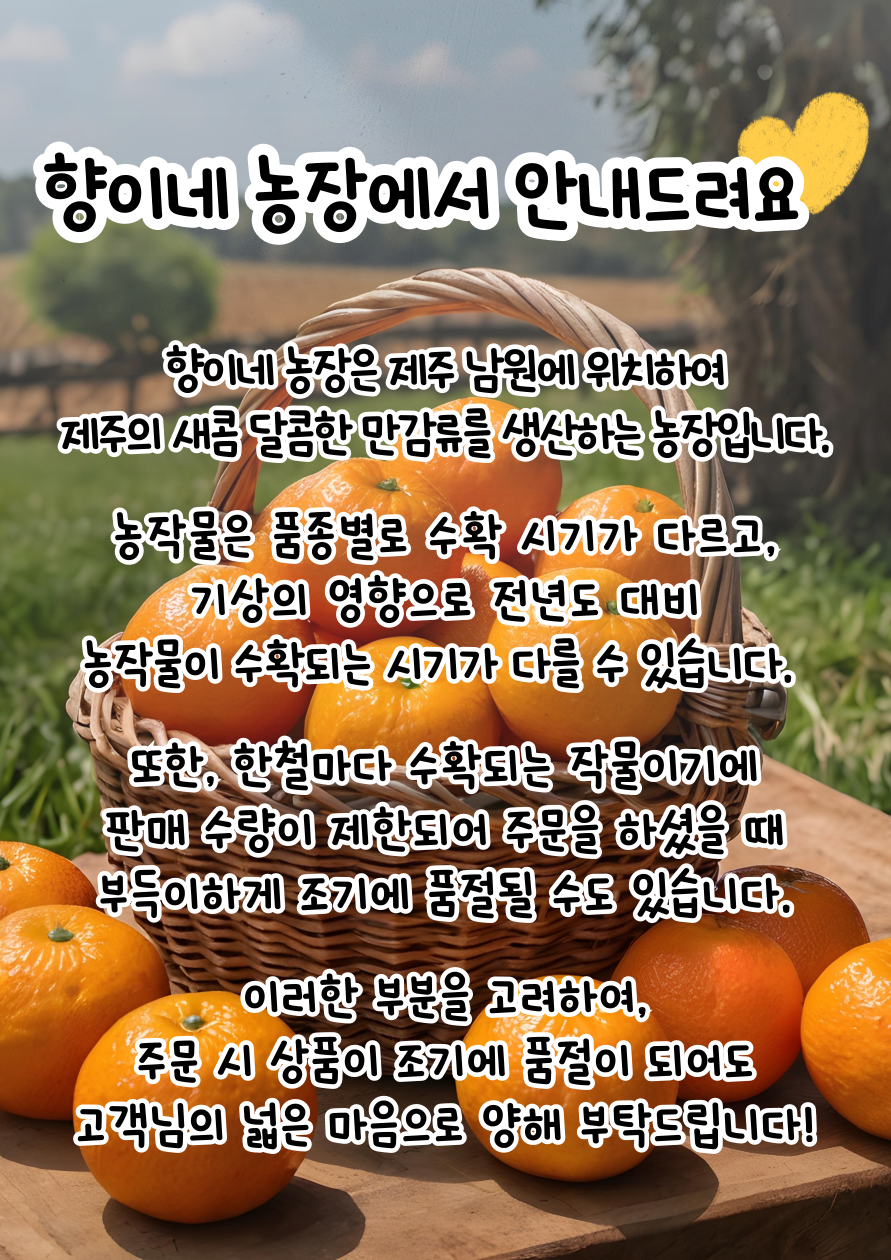 향이네 농장에서 안내드려요
향이네 농장은 제주 남원에 위치하여
제주의 새콤 달콤한 만감류를 생산하는 농장입니다.
농작물은 품종별로 수확 시기가 다르고,
기상의 영향으로 전년도 대비
농작물이 수확되는 시기가 다를 수 있습니다.
또한, 한철마다 수확되는 작물이기에
판매 수량이 제한되어 주문을 하셨을 때
부득이하게 조기에 품절될 수도 있습니다.
이러한 부분을 고려하여,
주문 시 상품이 조기에 품절이 되어도
고객님의 넓은 마음으로 양해 부탁드립니다!